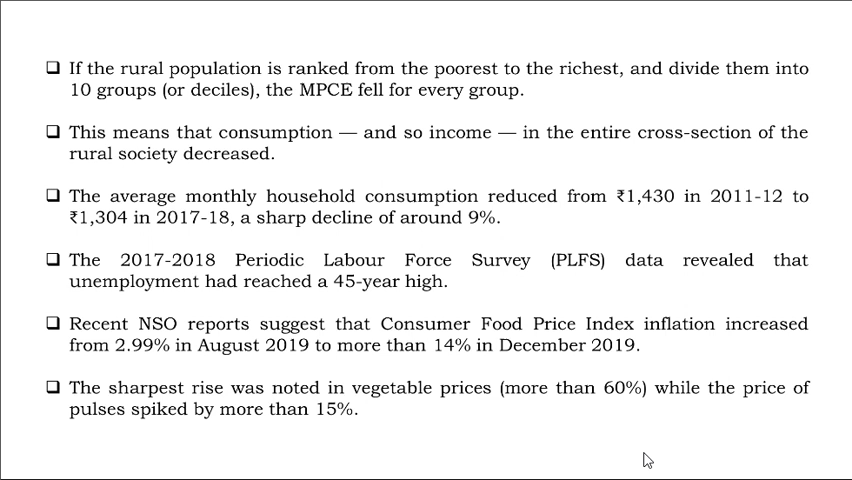 ❑ If the rural population is ranked from the poorest to the richest, and divide them into
10 groups (or deciles), the MPCE fell for every group.
❑ This means that consumption — and so income — in the entire cross-section of the
rural society decreased.
❑ The average monthly household consumption reduced from ₹1,430 in 2011-12 to
₹1,304 in 2017-18, a sharp decline of around 9%.
❑ The 2017-2018 Periodic Labour Force Survey (PLFS) data revealed that
unemployment had reached a 45-year high.
❑ Recent NSO reports suggest that Consumer Food Price Index inflation increased
from 2.99% in August 2019 to more than 14% in December 2019.
❑ The sharpest rise was noted in vegetable prices (more than 60%) while the price of
pulses spiked by more than 15%.